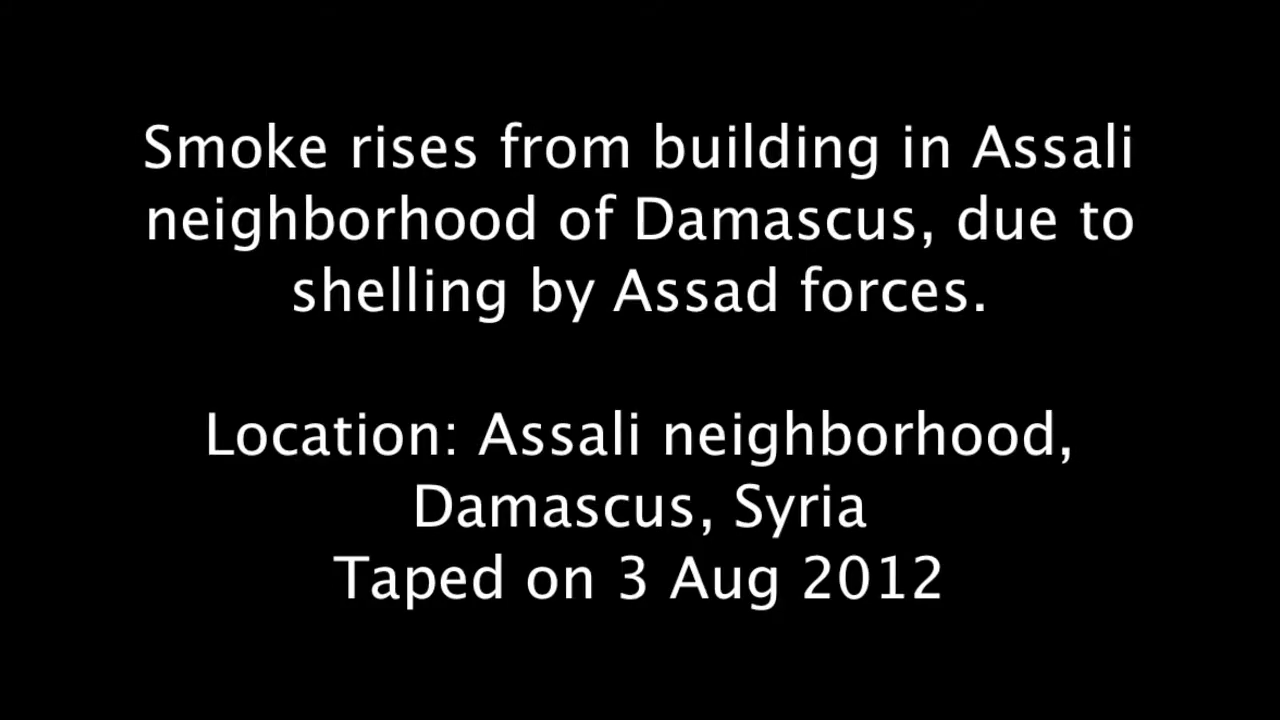 Smoke rises from building in Assali
neighborhood of Damascus, due to
shelling by Assad forces.
Location: Assali neighborhood,
Damascus, Syria
Taped on 3 Aug 2012